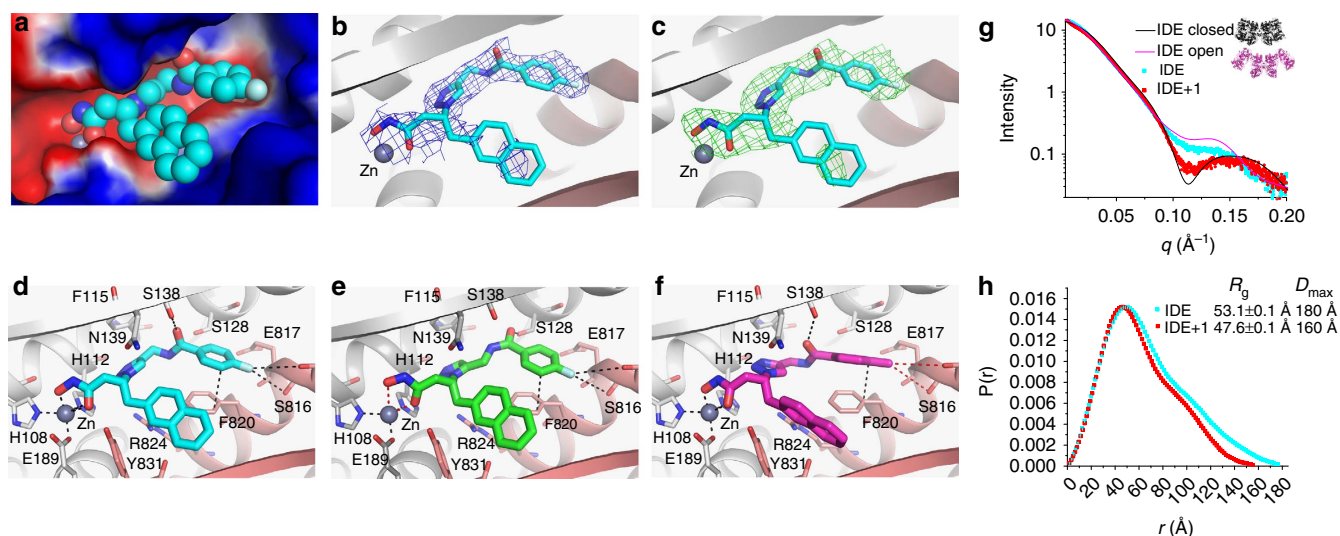 a
b
Zn
c
Zn
g
IDE closed
IDE open
IDE
IDE+1
10
1
0.1
Intensity
0.05
0.10
0.15
0.20
q (Å⁻¹)
d
F115
S138
N139
S128
E817
H112
Zn
H108
E189
R824
Y831
F820
S816
e
F115
S138
N139
S128
E817
H112
Zn
H108
E189
R824
Y831
F820
S816
f
F115
S138
N139
S128
E817
H112
Zn
H108
E189
R824
Y831
F820
S816
h
Rg Dmax
IDE 53.1±0.1 Å 180 Å
IDE+1 47.6±0.1 Å 160 Å
0.016
0.014
0.012
0.010
0.008
0.006
0.004
0.002
0.000
P(r)
0 20 40 60 80 100 120 140 160 180
r (Å)